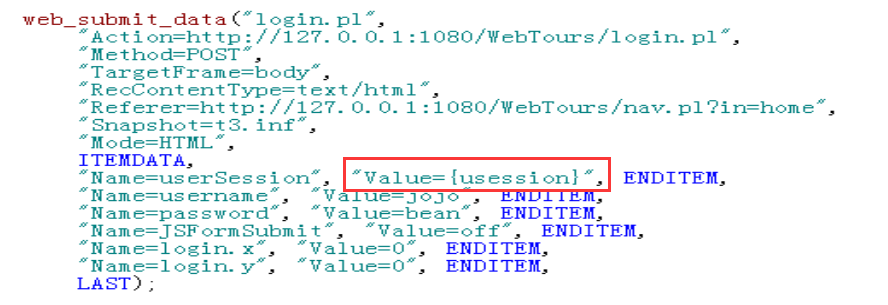 web_submit_data("login.pl",
"Action=http://127.0.0.1:1080/WebTours/login.pl",
"Method=POST",
"TargetFrame=body",
"RecContentType=text/html",
"Referer=http://127.0.0.1:1080/WebTours/nav.pl?in=home",
"Snapshot=t3.inf",
"Mode=HTML",
ITEMDATA,
"Name=userSession", "Value={usession}", ENDITEM,
"Name=username", "Value=jojo", ENDITEM,
"Name=password", "Value=bean", ENDITEM,
"Name=JSFormSubmit", "Value=off", ENDITEM,
"Name=login.x", "Value=0", ENDITEM,
"Name=login.y", "Value=0", ENDITEM,
LAST);